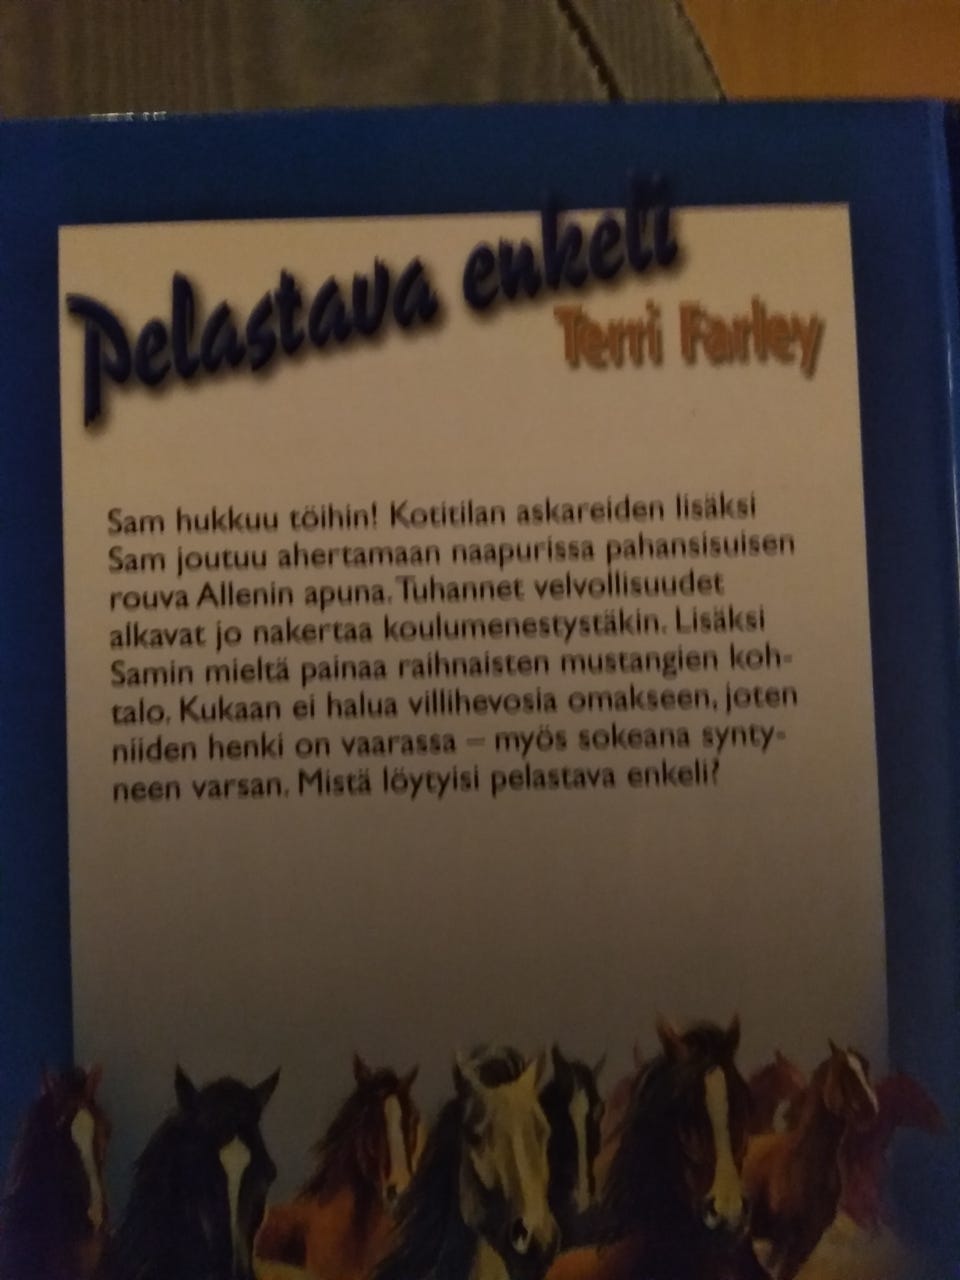 Pelastava enkeli
Terri Farley
Sam hukkuu töihin! Kotitilan askareiden lisäksi
Sam joutuu ahertamaan naapurissa pahansisuisen
rouva Allenin apuna. Tuhannet velvollisuudet
alkavat jo nakertaa koulumenestystäkin. Lisäksi
Samin mieltä painaa raihnaisten mustangien koh-
talo. Kukaan ei halua villihevosia omakseen, joten
niiden henki on vaarassa – myös sokeana synty-
neen varsan. Mistä löytyisi pelastava enkeli?